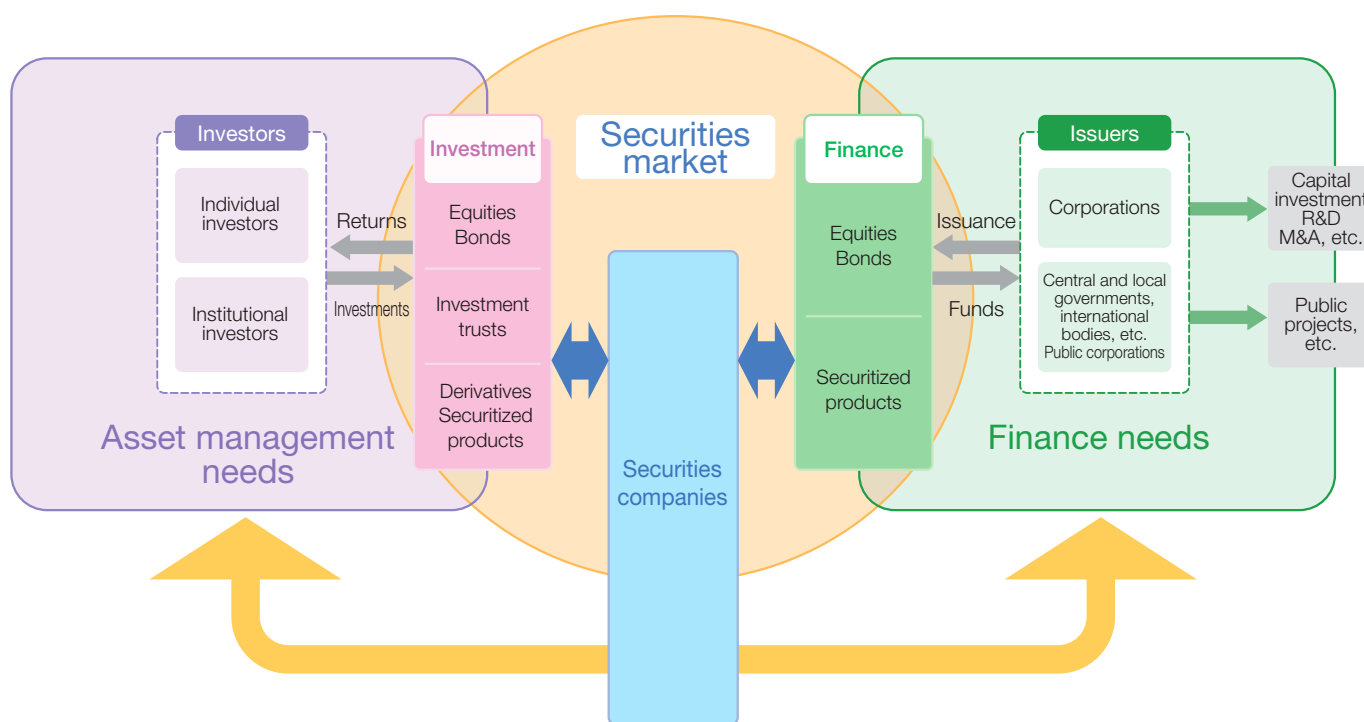 Investors
Individual
investors
Institutional
investors
Asset management
needs
Returns
Investments
Investment
Equities
Bonds
Investment
trusts
Derivatives
Securitized
products
Securities
market
Securities
companies
Finance
Equities
Bonds
Securitized
products
Issuance
Funds
Issuers
Corporations
Central and local
governments,
international
bodies, etc.
Public corporations
Finance needs
Capital
investment
R&D
M&A, etc.
Public
projects,
etc.